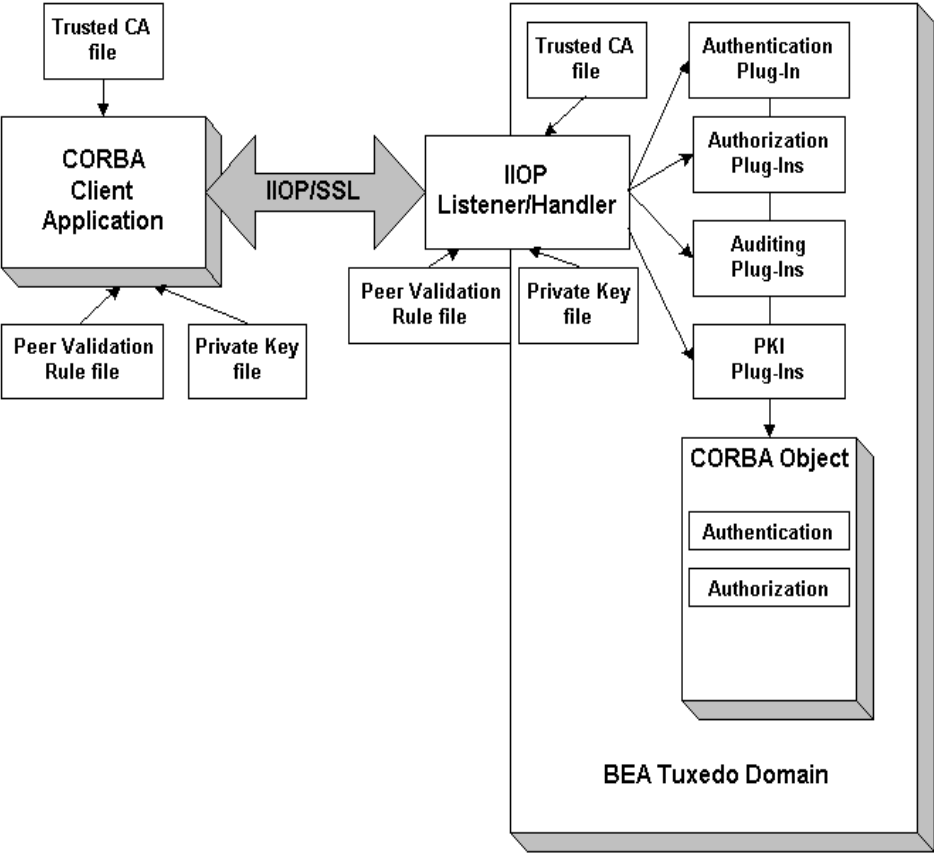 Trusted CA
file
CORBA
Client
Application
IIOP/SSL
Peer Validation
Rule file
Private Key
file
Trusted CA
file
IIOP
Listener/Handler
Peer Validation
Rule file
Private Key
file
Authentication
Plug-In
Authorization
Plug-Ins
Auditing
Plug-Ins
PKI
Plug-Ins
CORBA Object
Authentication
Authorization
BEA Tuxedo Domain